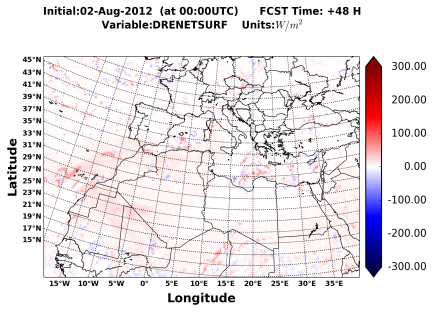 Initial:02-Aug-2012 (at 00:00UTC) FCST Time: +48 H
Variable:DRENETSURF Units:W/m²
45°N
43°N
41°N
39°N
37°N
35°N
33°N
31°N
29°N
27°N
25°N
23°N
21°N
19°N
17°N
15°N
Latitude
15°W 10°W 5°W 0° 5°E 10°E 15°E 20°E 25°E 30°E 35°E
Longitude
300.00
200.00
100.00
0.00
-100.00
-200.00
-300.00